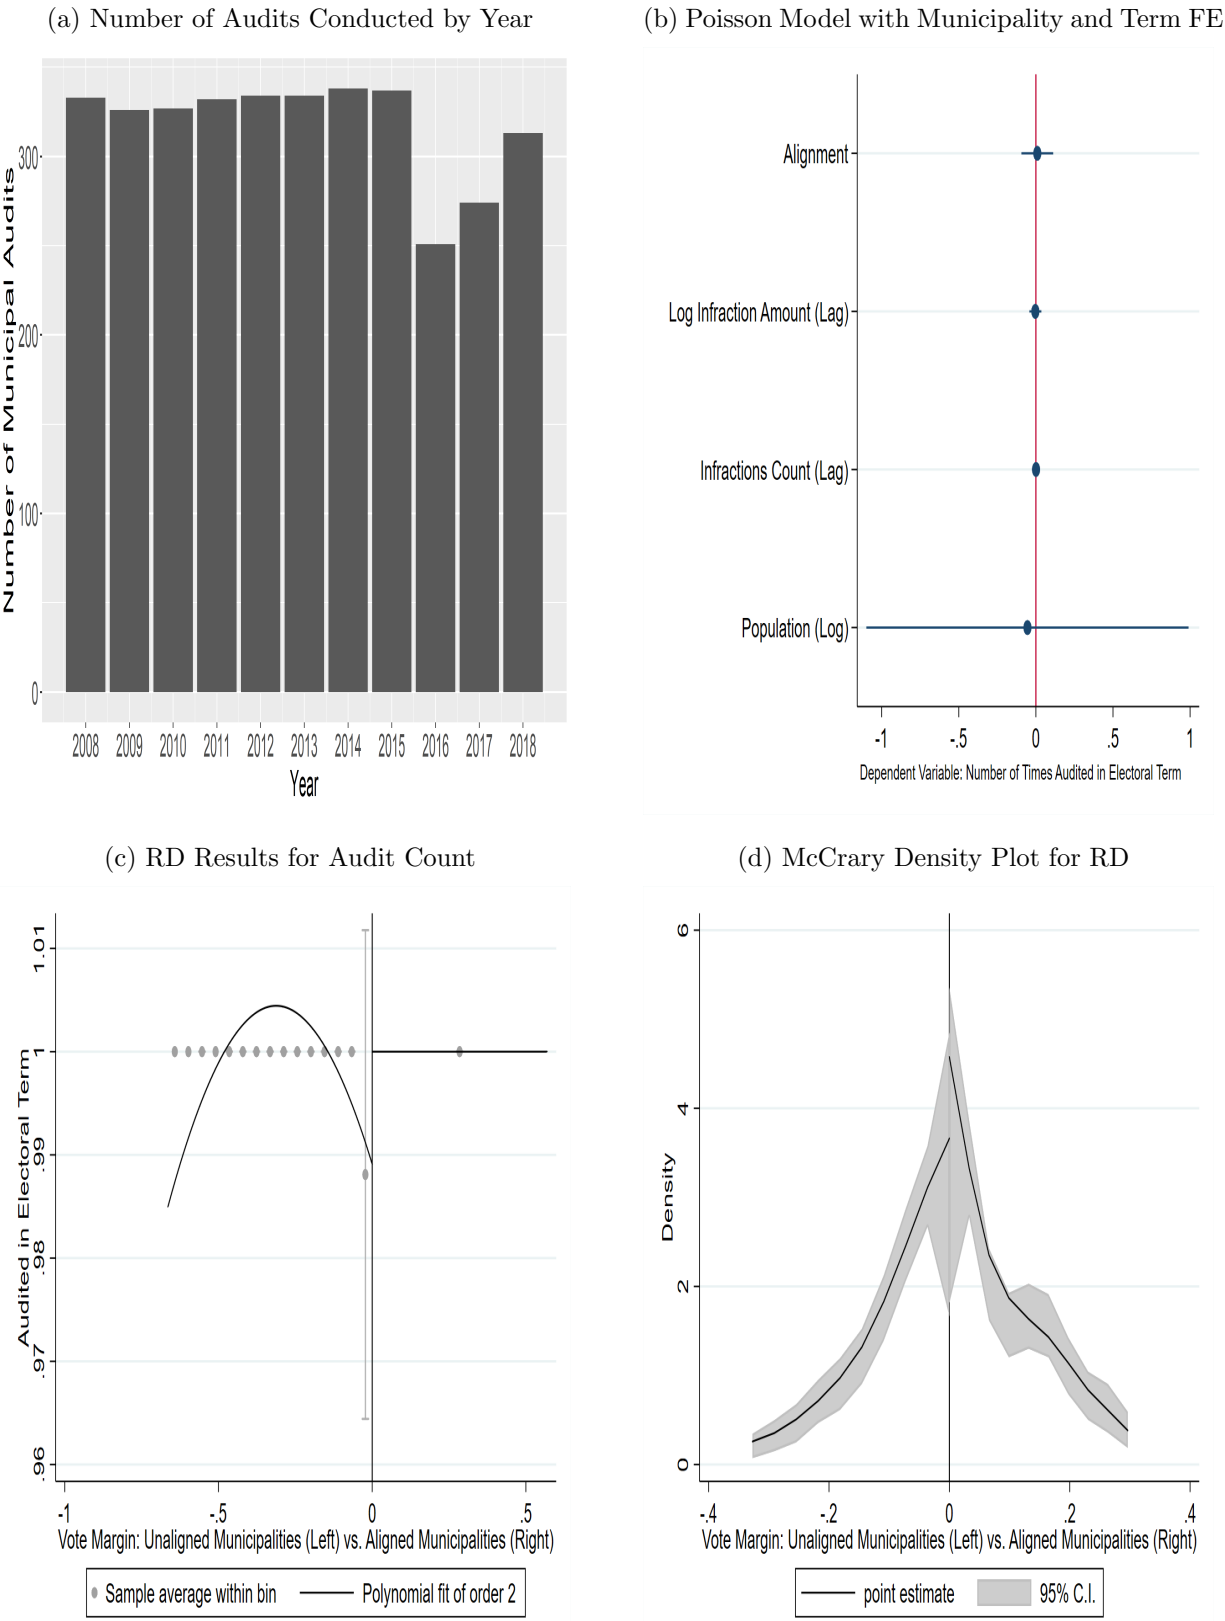 (a) Number of Audits Conducted by Year
Number of Municipal Audits
300
200
100
0
2008 2009 2010 2011 2012 2013 2014 2015 2016 2017 2018
Year
(b) Poisson Model with Municipality and Term FE
Alignment
Log Infraction Amount (Lag)
Infractions Count (Lag)
Population (Log)
-1 -.5 0 .5 1
Dependent Variable: Number of Times Audited in Electoral Term
(c) RD Results for Audit Count
Audited in Electoral Term
1.01
1
.99
.98
.97
.96
-1 -.5 0 .5
Vote Margin: Unaligned Municipalities (Left) vs. Aligned Municipalities (Right)
Sample average within bin Polynomial fit of order 2
(d) McCrary Density Plot for RD
Density
6
4
2
0
-.4 -.2 0 .2 .4
Vote Margin: Unaligned Municipalities (Left) vs. Aligned Municipalities (Right)
point estimate 95% C.I.